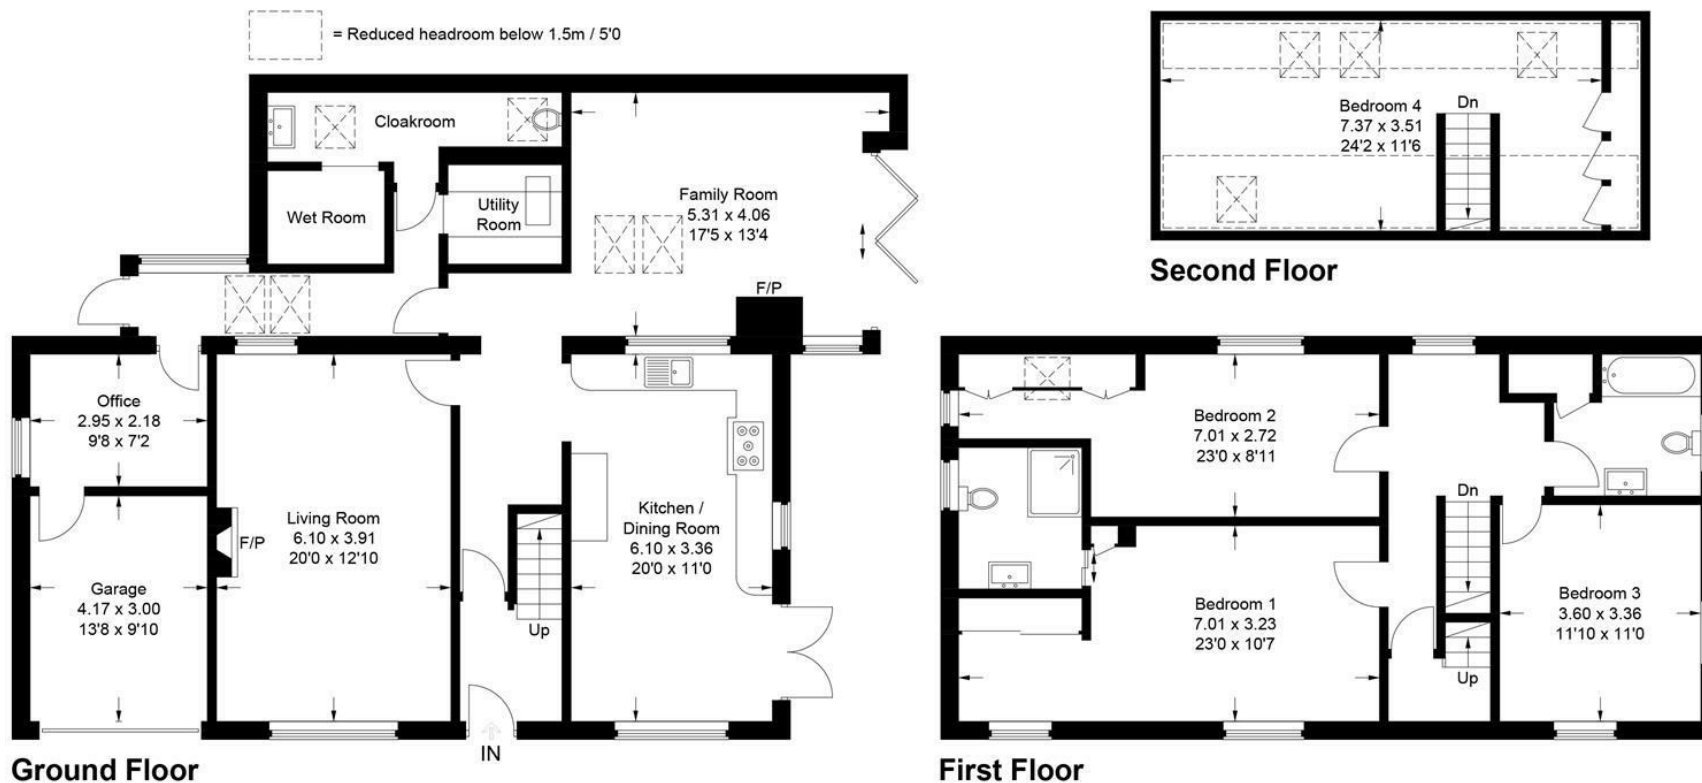 = Reduced headroom below 1.5m / 5'0
Cloakroom
Wet Room
Utility
Room
Family Room
5.31 x 4.06
17'5 x 13'4
F/P
Office
2.95 x 2.18
9'8 x 7'2
Living Room
6.10 x 3.91
20'0 x 12'10
F/P
Garage
4.17 x 3.00
13'8 x 9'10
Kitchen /
Dining Room
6.10 x 3.36
20'0 x 11'0
Up
IN
Ground Floor
Bedroom 4
7.37 x 3.51
24'2 x 11'6
Dn
Second Floor
Bedroom 2
7.01 x 2.72
23'0 x 8'11
Dn
Bedroom 1
7.01 x 3.23
23'0 x 10'7
Up
Bedroom 3
3.60 x 3.36
11'10 x 11'0
First Floor